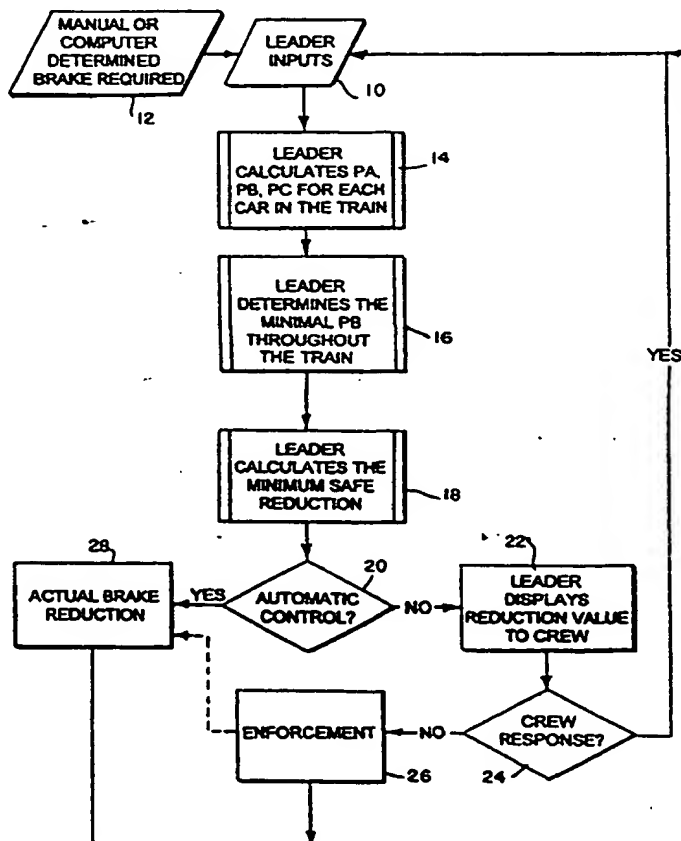 MANUAL OR
COMPUTER
DETERMINED
BRAKE REQUIRED
12
LEADER
INPUTS
10
LEADER
CALCULATES PA,
PB, PC FOR EACH
CAR IN THE TRAIN
14
LEADER
DETERMINES THE
MINIMAL PB
THROUGHOUT
THE TRAIN
16
YES
LEADER
CALCULATES THE
MINIMUM SAFE
REDUCTION
18
28
ACTUAL BRAKE
REDUCTION
YES
AUTOMATIC
CONTROL?
20
NO
22
LEADER
DISPLAYS
REDUCTION VALUE
TO CREW
ENFORCEMENT
26
NO
CREW
RESPONSE?
24